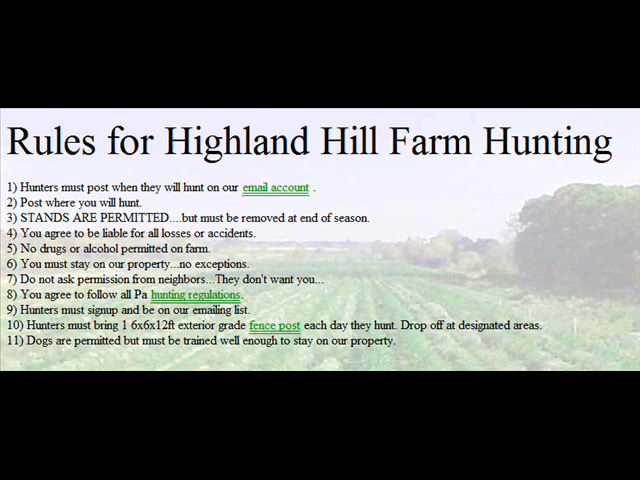 Rules for Highland Hill Farm Hunting
1) Hunters must post when they will hunt on our email account .
2) Post where you will hunt.
3) STANDS ARE PERMITTED....but must be removed at end of season.
4) You agree to be liable for all losses or accidents.
5) No drugs or alcohol permitted on farm.
6) You must stay on our property...no exceptions.
7) Do not ask permission from neighbors...They don't want you...
8) You agree to follow all Pa hunting regulations.
9) Hunters must signup and be on our emailing list.
10) Hunters must bring 1 6x6x12ft exterior grade fence post each day they hunt. Drop off at designated areas.
11) Dogs are permitted but must be trained well enough to stay on our property.